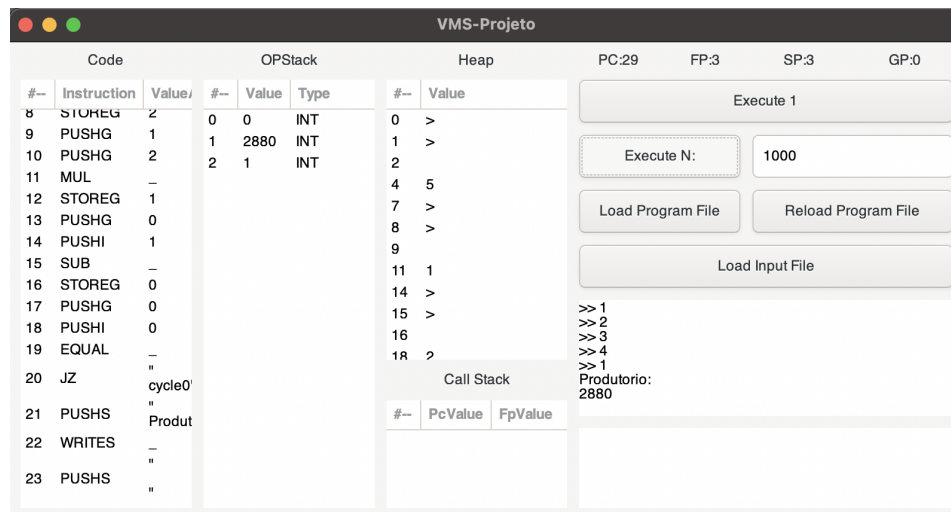 VMS-Projeto
Code
#-- Instruction Value
8 STOREG 2
9 PUSHG 1
10 PUSHG 2
11 MUL _
12 STOREG 1
13 PUSHG 0
14 PUSHI 1
15 SUB _
16 STOREG 0
17 PUSHG 0
18 PUSHI 0
19 EQUAL _
20 JZ " cycle0"
21 PUSHS " Produt
22 WRITES _
23 PUSHS " "
OPStack
#-- Value Type
0 0 INT
1 2880 INT
2 1 INT
Heap
#-- Value
0 >
1 >
2
4 5
7 >
8 >
9
11 1
14 >
15 >
16
18 2
Call Stack
#-- PcValue FpValue
PC:29 FP:3 SP:3 GP:0
Execute 1
Execute N: 1000
Load Program File Reload Program File
Load Input File
>> 1
>> 2
>> 3
>> 4
>> 1
Produtorio:
2880